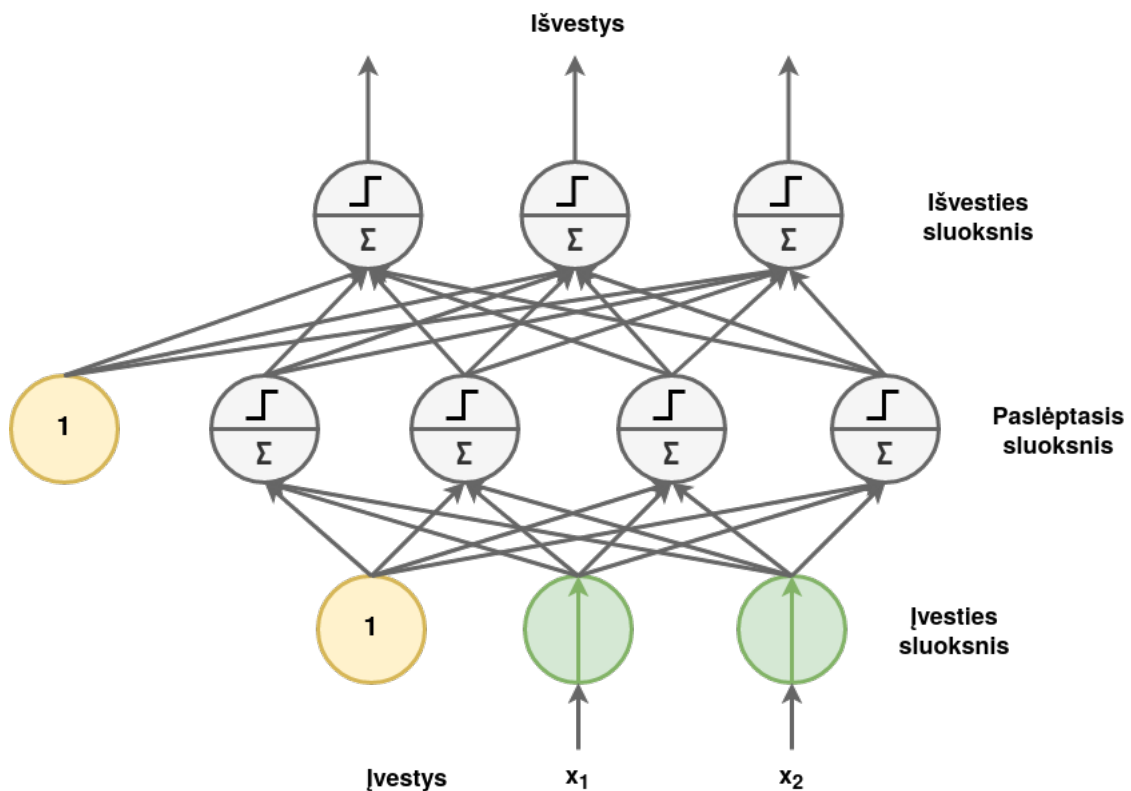 Išvestys
Σ
Σ
Σ
Išvesties
sluoksnis
1
Σ
Σ
Σ
Σ
Paslėptasis
sluoksnis
1
Įvesties
sluoksnis
Įvestys
x₁
x₂